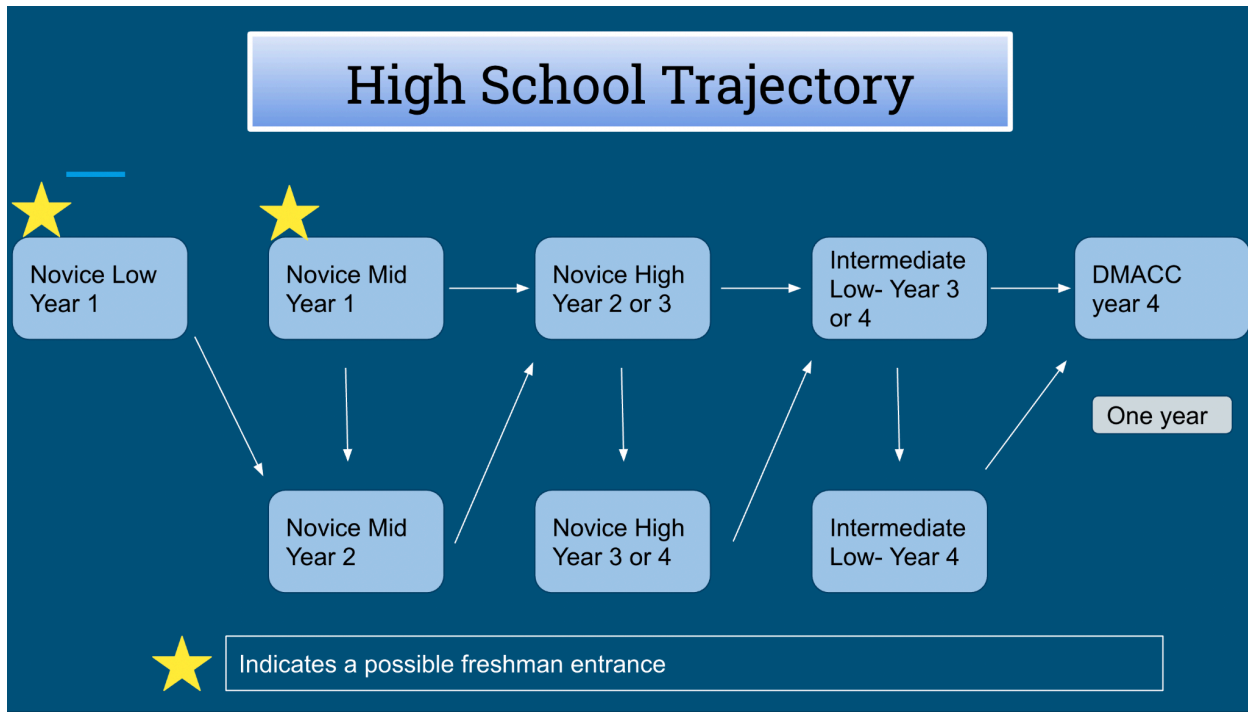 High School Trajectory
Novice Low
Year 1
Novice Mid
Year 1
Novice High
Year 2 or 3
Intermediate
Low- Year 3
or 4
DMACC
year 4
One year
Novice Mid
Year 2
Novice High
Year 3 or 4
Intermediate
Low- Year 4
Indicates a possible freshman entrance